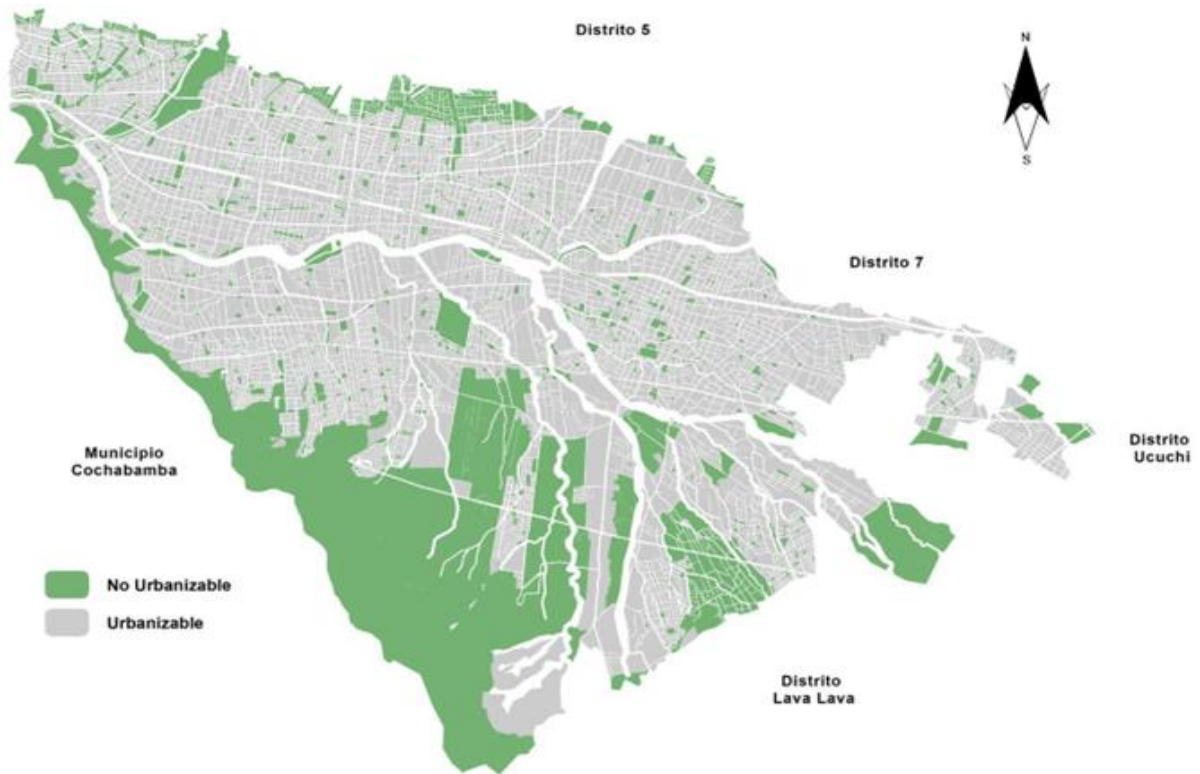 Distrito 5
N
S
Distrito 7
Municipio
Cochabamba
Distrito
Ucuchi
No Urbanizable
Urbanizable
Distrito
Lava Lava